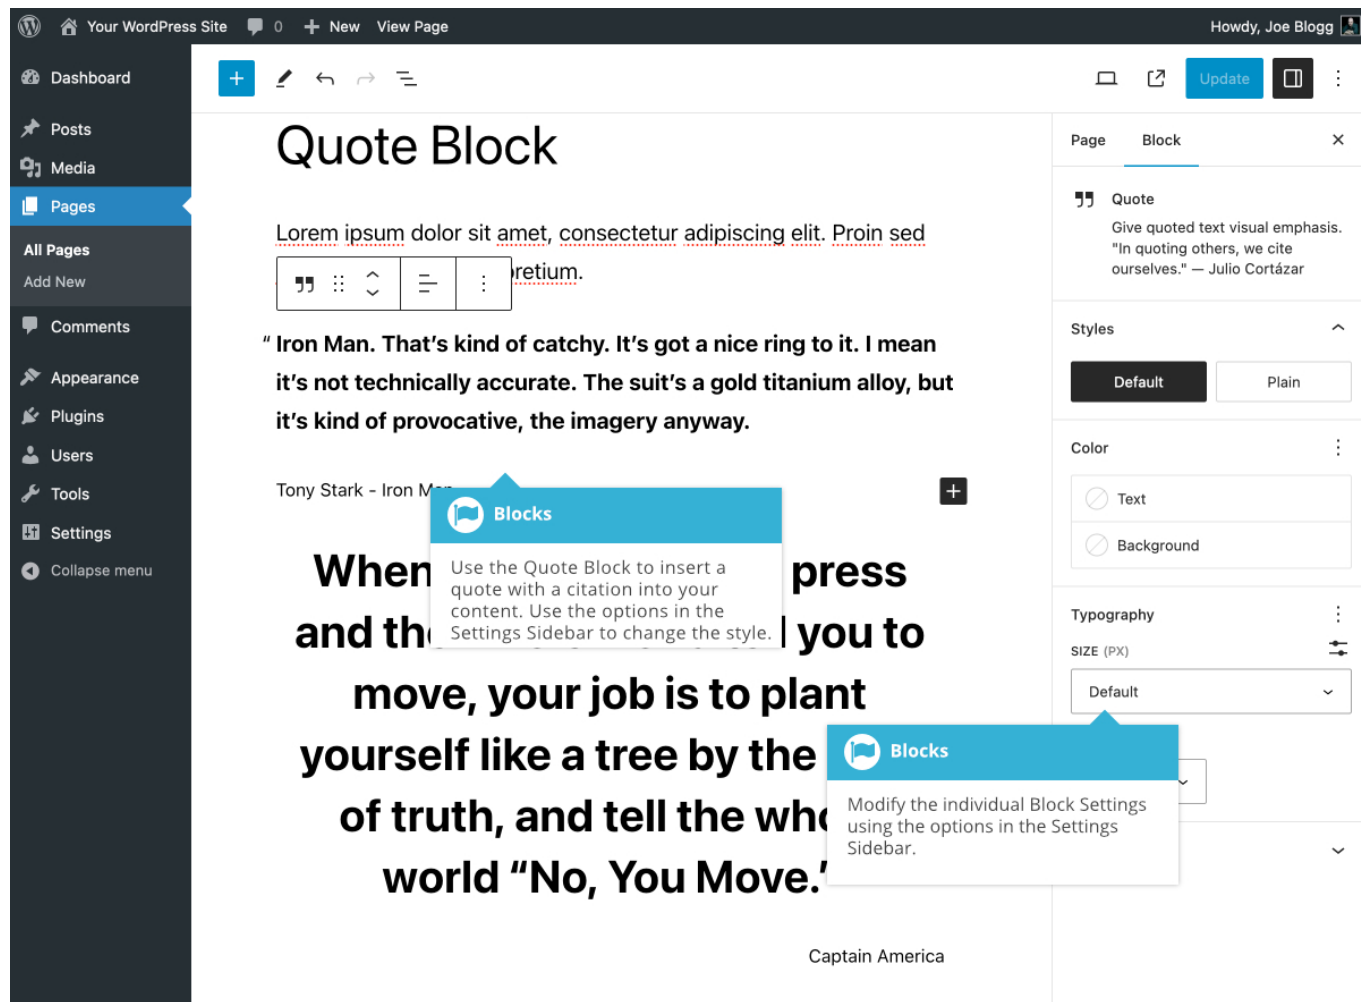 Your WordPress Site 0 New View Page Howdy, Joe Blogg
Dashboard
Posts
Media
Pages
All Pages
Add New
Comments
Appearance
Plugins
Users
Tools
Settings
Collapse menu
Update
Quote Block
Lorem ipsum dolor sit amet, consectetur adipiscing elit. Proin sed
pretium.
“ Iron Man. That’s kind of catchy. It’s got a nice ring to it. I mean
it’s not technically accurate. The suit’s a gold titanium alloy, but
it’s kind of provocative, the imagery anyway.
Tony Stark - Iron
Blocks
Use the Quote Block to insert a
quote with a citation into your
content. Use the options in the
Settings Sidebar to change the style.
When press
and you to
move, your job is to plant
yourself like a tree by the
of truth, and tell the
world “No, You Move.”
Captain America
Page Block
Quote
Give quoted text visual emphasis.
"In quoting others, we cite
ourselves." — Julio Cortázar
Styles
Default Plain
Color
Text
Background
Typography
SIZE (PX)
Default
Blocks
Modify the individual Block Settings
using the options in the Settings
Sidebar.